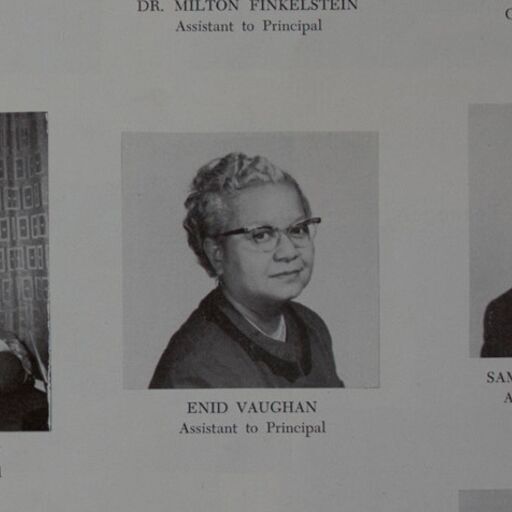 DR. MILTON FINKELSTEIN
Assistant to Principal
ENID VAUGHAN
Assistant to Principal